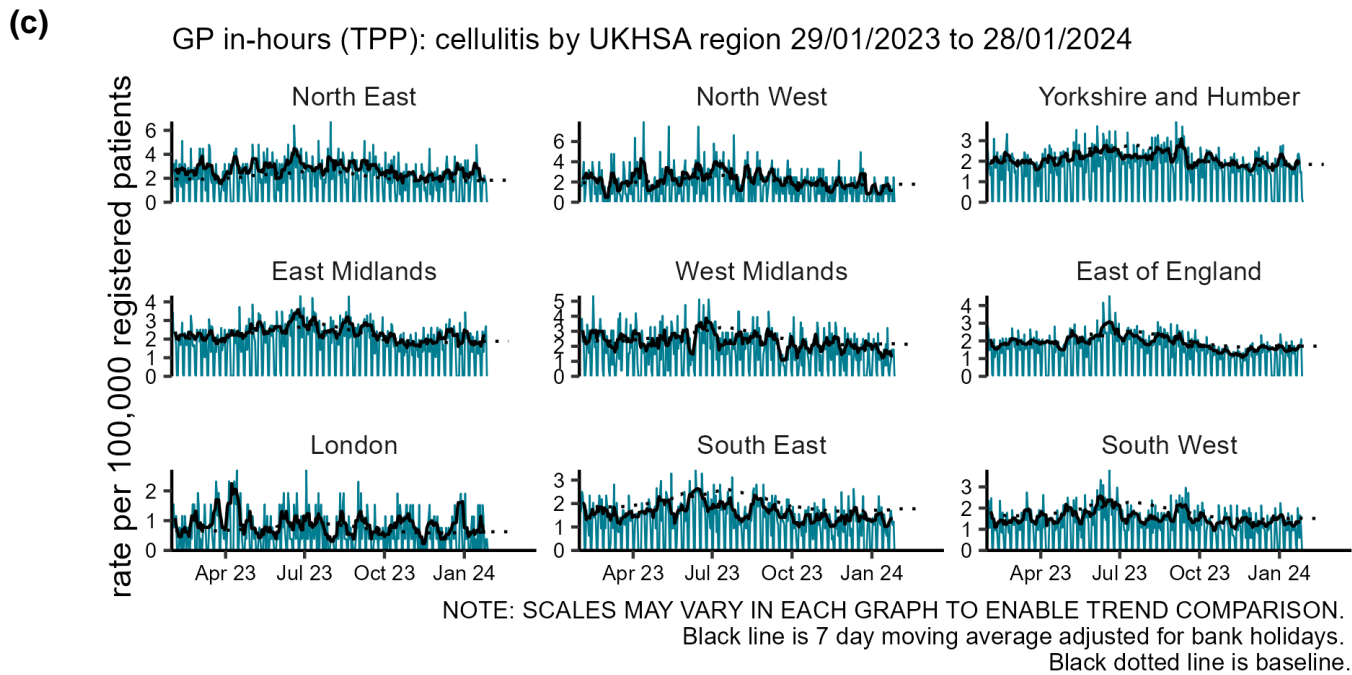 (c)
GP in-hours (TPP): cellulitis by UKHSA region 29/01/2023 to 28/01/2024
rate per 100,000 registered patients
North East
6
4
2
0
North West
6
4
2
0
Yorkshire and Humber
3
2
1
0
East Midlands
4
3
2
1
0
West Midlands
5
4
3
2
1
0
East of England
4
3
2
1
0
London
2
1
0
Apr 23 Jul 23 Oct 23 Jan 24
South East
3
2
1
0
Apr 23 Jul 23 Oct 23 Jan 24
South West
3
2
1
0
Apr 23 Jul 23 Oct 23 Jan 24
NOTE: SCALES MAY VARY IN EACH GRAPH TO ENABLE TREND COMPARISON.
Black line is 7 day moving average adjusted for bank holidays.
Black dotted line is baseline.